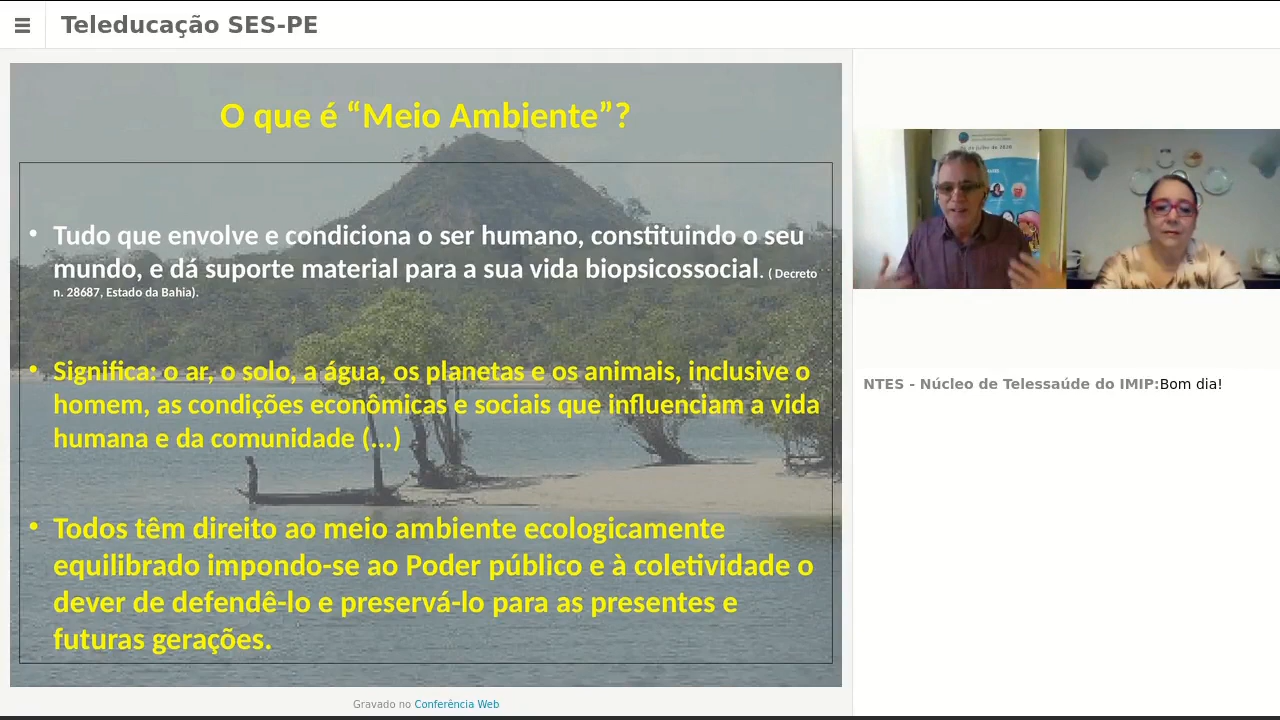 Teleducação SES-PE
O que é “Meio Ambiente”?
• Tudo que envolve e condiciona o ser humano, constituindo o seu
mundo, e dá suporte material para a sua vida biopsicossocial. ( Decreto
n. 28687, Estado da Bahia).
• Significa: o ar, o solo, a água, os planetas e os animais, inclusive o
homem, as condições econômicas e sociais que influenciam a vida
humana e da comunidade (...)
• Todos têm direito ao meio ambiente ecologicamente
equilibrado impondo-se ao Poder público e à coletividade o
dever de defendê-lo e preservá-lo para as presentes e
futuras gerações.
Gravado no Conferência Web
NTES - Núcleo de Telessaúde do IMIP:Bom dia!